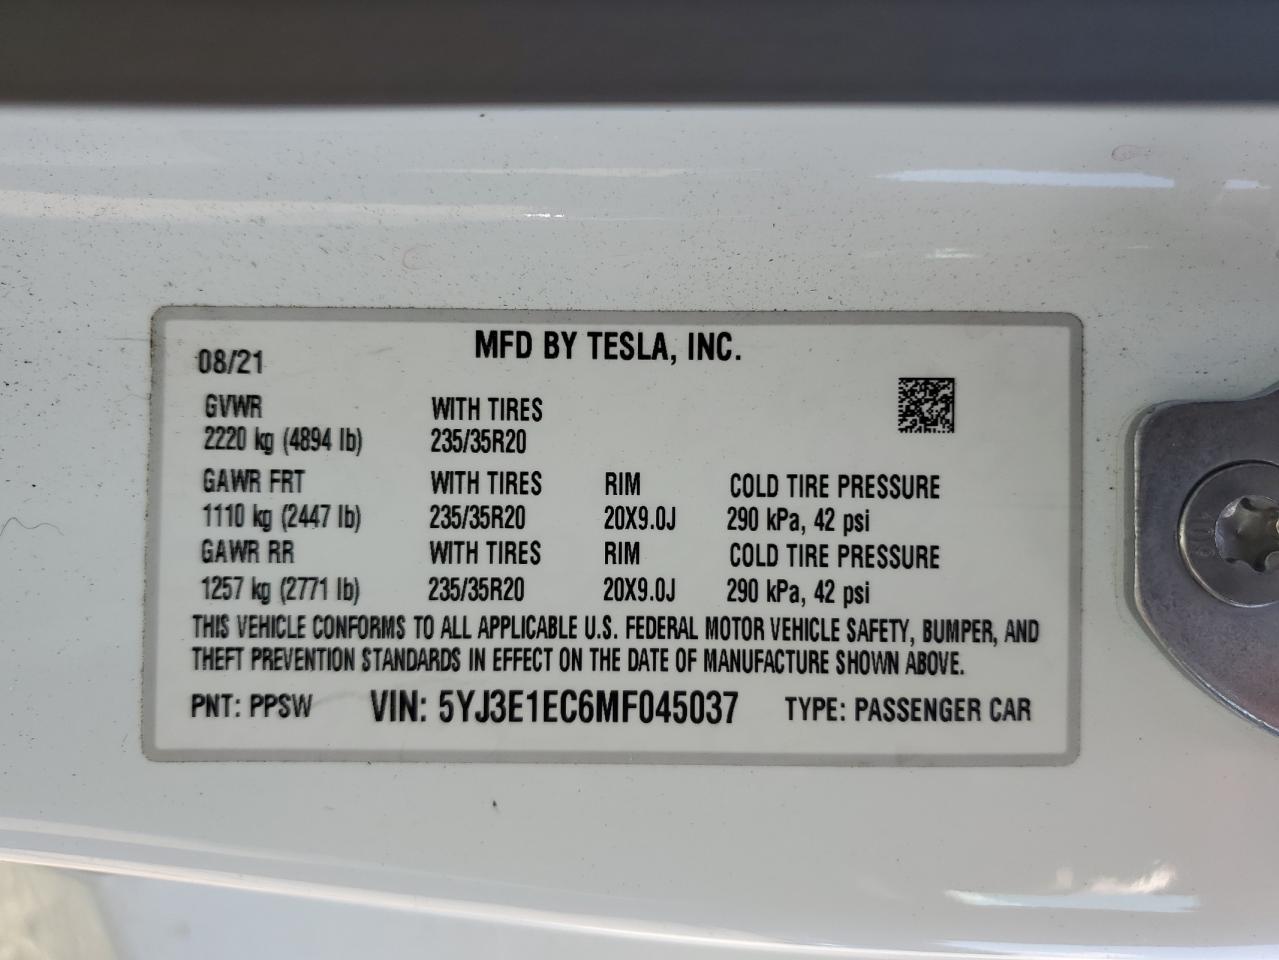 MFD BY TESLA, INC.
08/21
GVWR WITH TIRES
2220 kg (4894 lb) 235/35R20
GAWR FRT WITH TIRES RIM COLD TIRE PRESSURE
1110 kg (2447 lb) 235/35R20 20X9.0J 290 kPa, 42 psi
GAWR RR WITH TIRES RIM COLD TIRE PRESSURE
1257 kg (2771 lb) 235/35R20 20X9.0J 290 kPa, 42 psi
THIS VEHICLE CONFORMS TO ALL APPLICABLE U.S. FEDERAL MOTOR VEHICLE SAFETY, BUMPER, AND
THEFT PREVENTION STANDARDS IN EFFECT ON THE DATE OF MANUFACTURE SHOWN ABOVE.
PNT: PPSW VIN: 5YJ3E1EC6MF045037 TYPE: PASSENGER CAR